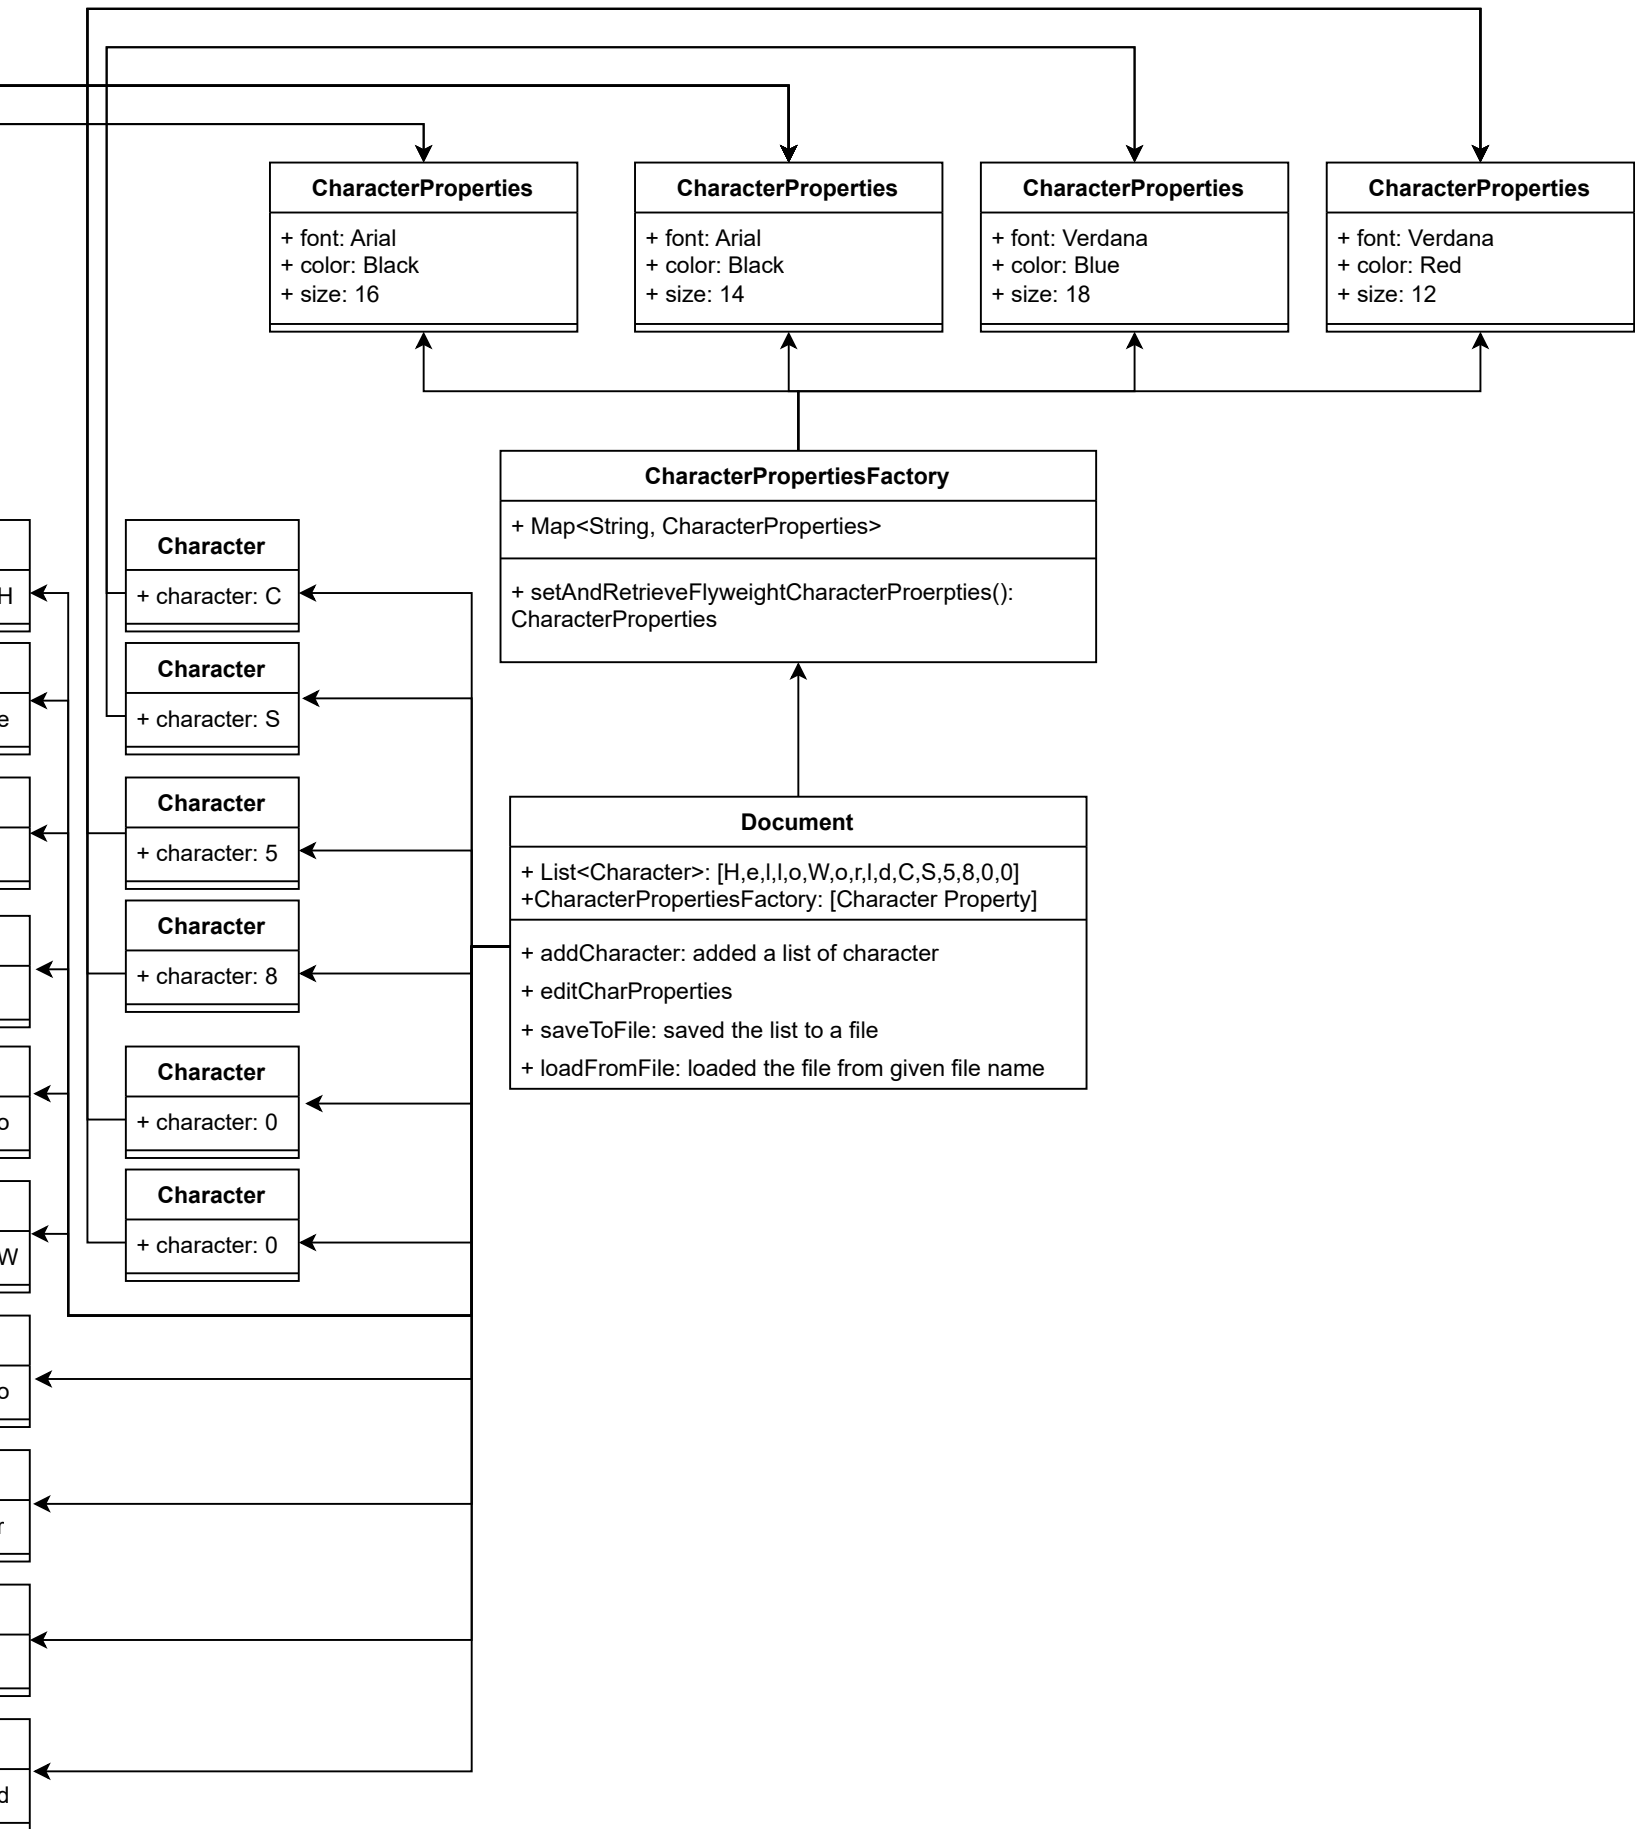 CharacterProperties
+ font: Arial
+ color: Black
+ size: 16
CharacterProperties
+ font: Arial
+ color: Black
+ size: 14
CharacterProperties
+ font: Verdana
+ color: Blue
+ size: 18
CharacterProperties
+ font: Verdana
+ color: Red
+ size: 12
CharacterPropertiesFactory
+ Map<String, CharacterProperties>
+ setAndRetrieveFlyweightCharacterProerpties():
CharacterProperties
H
e
o
W
o
r
d
Character
+ character: C
Character
+ character: S
Character
+ character: 5
Character
+ character: 8
Character
+ character: 0
Character
+ character: 0
Document
+ List<Character>: [H,e,l,l,o,W,o,r,l,d,C,S,5,8,0,0]
+CharacterPropertiesFactory: [Character Property]
+ addCharacter: added a list of character
+ editCharProperties
+ saveToFile: saved the list to a file
+ loadFromFile: loaded the file from given file name